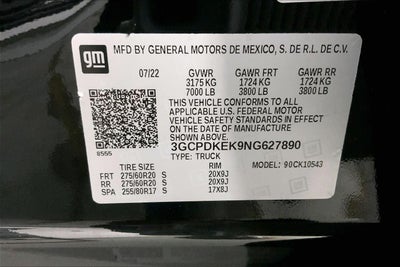 gm
MFD BY GENERAL MOTORS DE MEXICO, S. DE R.L. DE C.V.
07/22 GVWR GAWR FRT GAWR RR
3175 KG 1724 KG 1724 KG
7000 LB 3800 LB 3800 LB
THIS VEHICLE CONFORMS TO ALL
APPLICABLE U.S. FEDERAL MOTOR
VEHICLE SAFETY STANDARDS IN
EFFECT ON THE DATE OF MANUFACTURE
SHOWN ABOVE.
3GCPDKEK9NG627890
8555 TYPE: TRUCK MODEL: 90CK10543
TIRE SIZE RIM
FRT 275/60R20 S 20X9J
RR 275/60R20 S 20X9J
SPA 255/80R17 S 17X8J